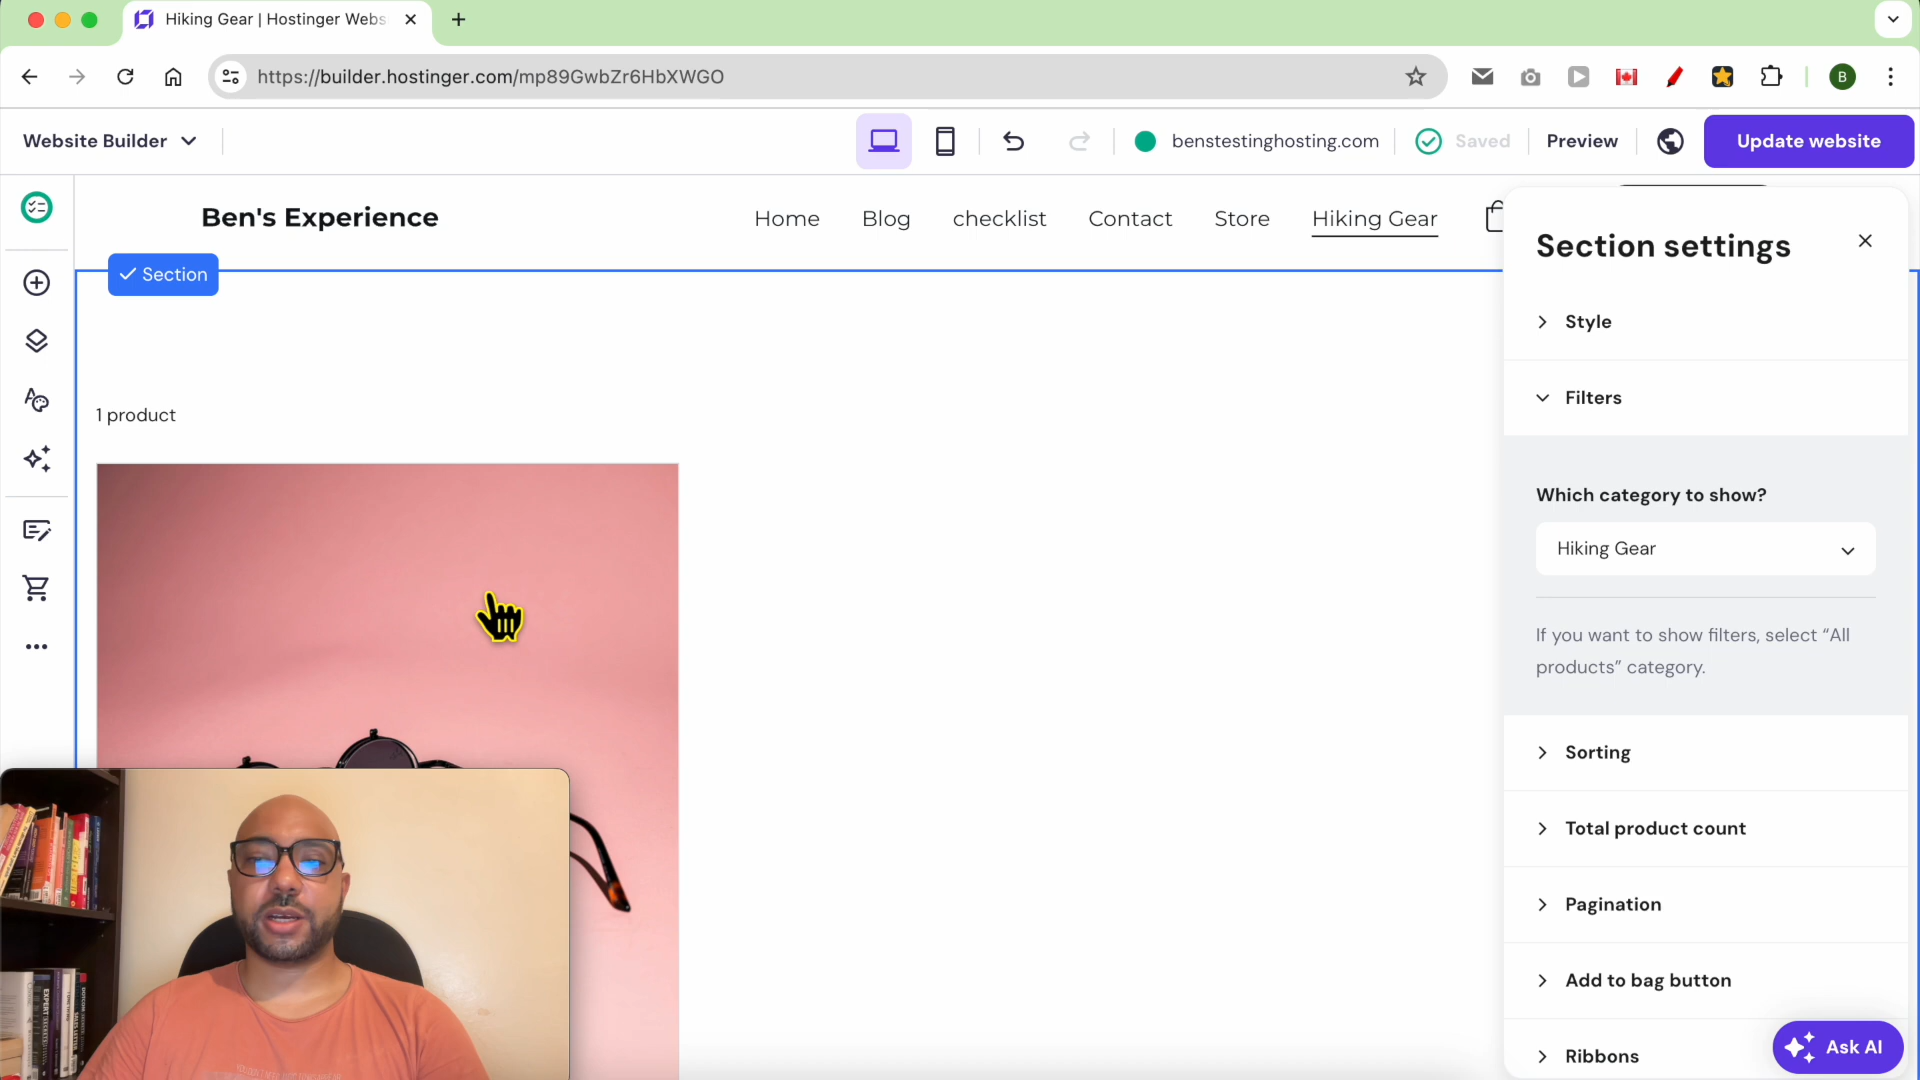 Hiking Gear | Hostinger Webs
https://builder.hostinger.com/mp89GwbZr6HbXWGO
B
Website Builder
benstestinghosting.com
Saved
Preview
Update website
Ben's Experience
Home
Blog
checklist
Contact
Store
Hiking Gear
Section
1 product
Section settings
Style
Filters
Which category to show?
Hiking Gear
If you want to show filters, select “All
products” category.
Sorting
Total product count
Pagination
Add to bag button
Ribbons
Ask AI
EXPERT